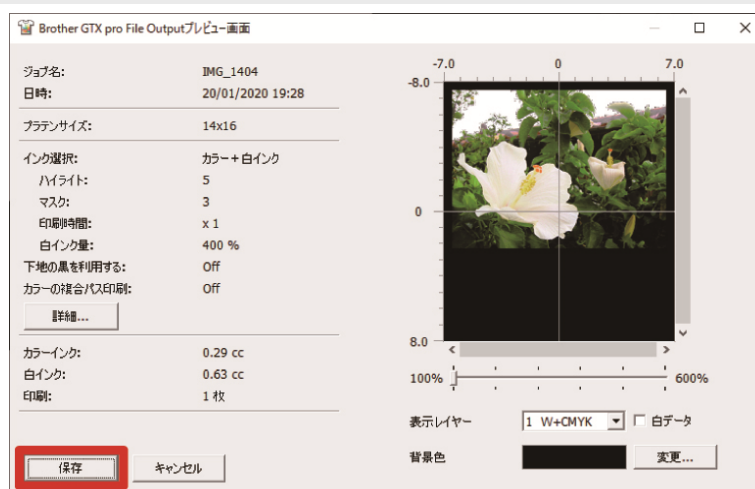 Brother GTX pro File Outputプレビュー画面
ジョブ名: IMG_1404
日時: 20/01/2020 19:28
プラテンサイズ: 14x16
インク選択: カラー+白インク
ハイライト: 5
マスク: 3
印刷時間: x 1
白インク量: 400 %
下地の黒を利用する: Off
カラーの複合パス印刷: Off
詳細...
カラーインク: 0.29 cc
白インク: 0.63 cc
印刷: 1 枚
保存 キャンセル
-7.0 0 7.0
-8.0
0
8.0
100% 600%
表示レイヤー 1 W+CMYK 白データ
背景色 変更...